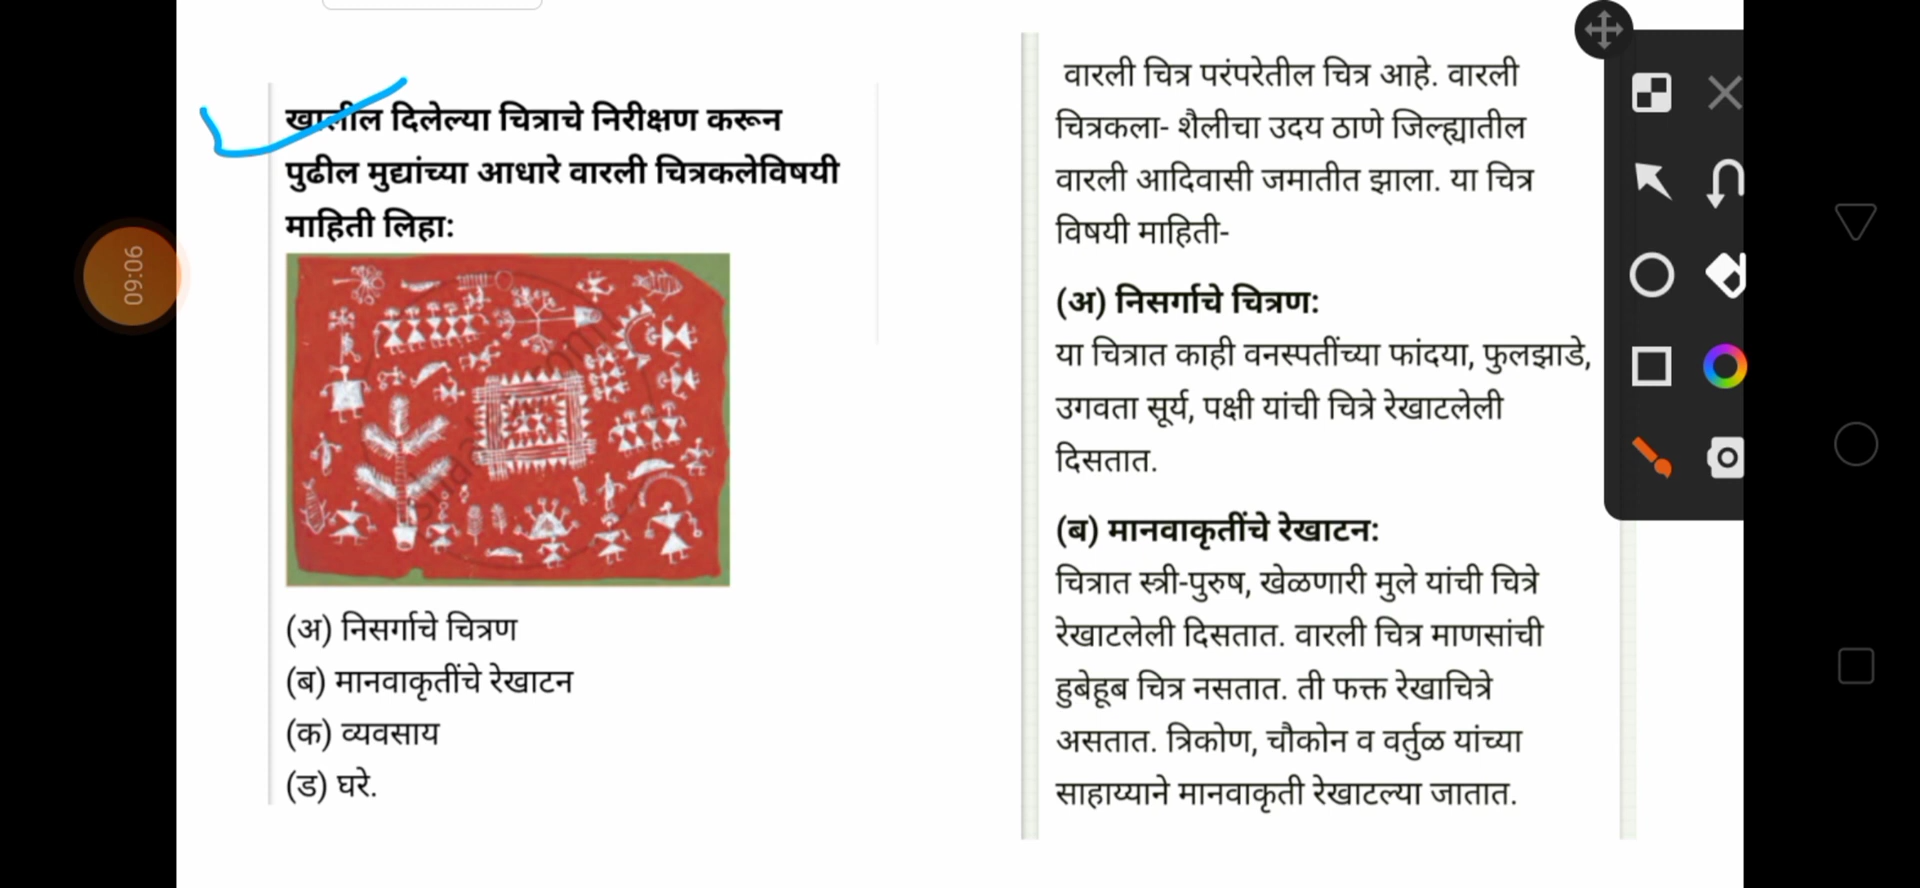 खालील दिलेल्या चित्राचे निरीक्षण करून
पुढील मुद्यांच्या आधारे वारली चित्रकलेविषयी
माहिती लिहा:
(अ) निसर्गाचे चित्रण
(ब) मानवाकृतींचे रेखाटन
(क) व्यवसाय
(ड) घरे.
वारली चित्र परंपरेतील चित्र आहे. वारली
चित्रकला- शैलीचा उदय ठाणे जिल्ह्यातील
वारली आदिवासी जमातीत झाला. या चित्र
विषयी माहिती-
(अ) निसर्गाचे चित्रण:
या चित्रात काही वनस्पतींच्या फांदया, फुलझाडे,
उगवता सूर्य, पक्षी यांची चित्रे रेखाटलेली
दिसतात.
(ब) मानवाकृतींचे रेखाटन:
चित्रात स्त्री-पुरुष, खेळणारी मुले यांची चित्रे
रेखाटलेली दिसतात. वारली चित्र माणसांची
हुबेहूब चित्र नसतात. ती फक्त रेखाचित्रे
असतात. त्रिकोण, चौकोन व वर्तुळ यांच्या
साहाय्याने मानवाकृती रेखाटल्या जातात.
09:06